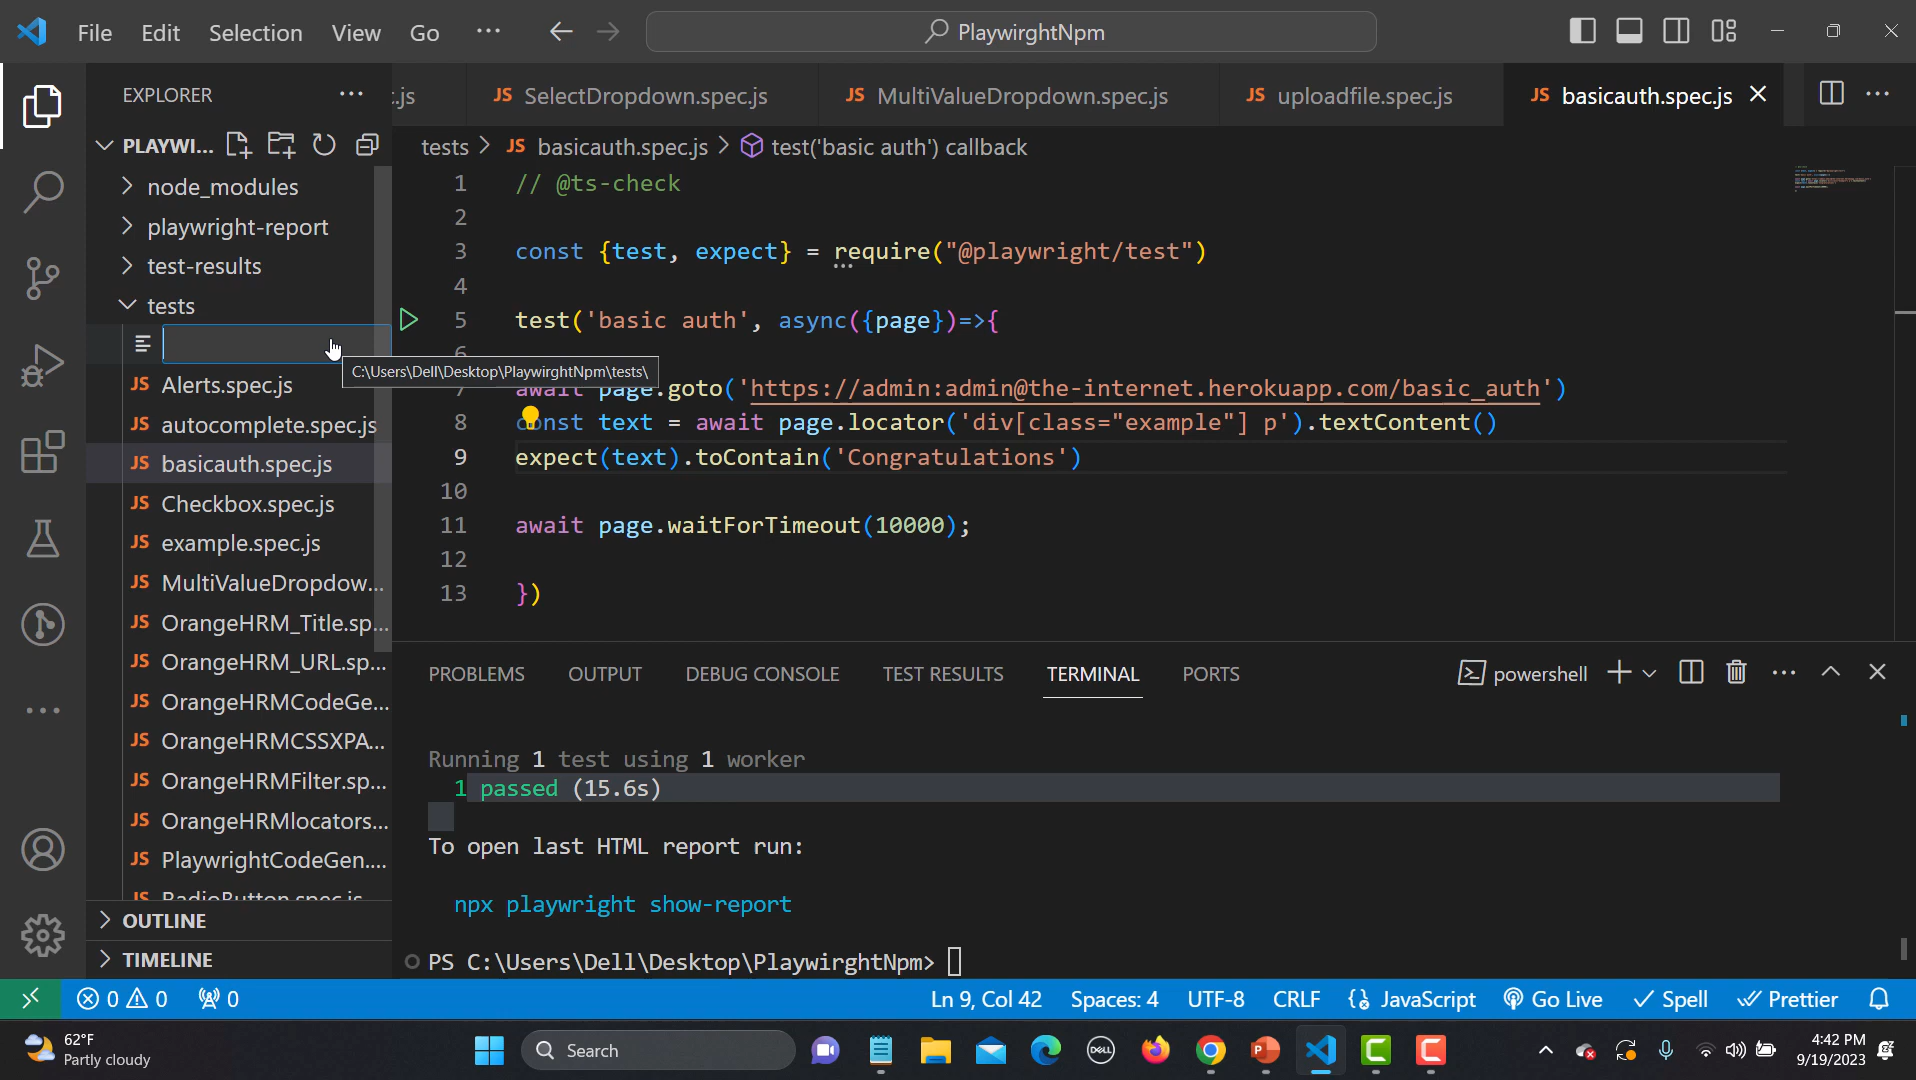 File Edit Selection View Go ··· PlaywirghtNpm
EXPLORER ···
PLAYWI...
node_modules
playwright-report
test-results
tests
C:\Users\Dell\Desktop\PlaywirghtNpm\tests\
JS Alerts.spec.js
JS autocomplete.spec.js
JS basicauth.spec.js
JS Checkbox.spec.js
JS example.spec.js
JS MultiValueDropdow...
JS OrangeHRM_Title.sp...
JS OrangeHRM_URL.sp...
JS OrangeHRMCodeGe...
JS OrangeHRMCSSXPA...
JS OrangeHRMFilter.sp...
JS OrangeHRMlocators...
JS PlaywrightCodeGen....
JS RadioButton.spec.js
OUTLINE
TIMELINE
.js JS SelectDropdown.spec.js JS MultiValueDropdown.spec.js JS uploadfile.spec.js JS basicauth.spec.js
tests > JS basicauth.spec.js > test('basic auth') callback
1 // @ts-check
2
3 const {test, expect} = require("@playwright/test")
4
5 test('basic auth', async({page})=>{
6
7 await page.goto('https://admin:admin@the-internet.herokuapp.com/basic_auth')
8 const text = await page.locator('div[class="example"] p').textContent()
9 expect(text).toContain('Congratulations')
10
11 await page.waitForTimeout(10000);
12
13 })
PROBLEMS OUTPUT DEBUG CONSOLE TEST RESULTS TERMINAL PORTS powershell
Running 1 test using 1 worker
1 passed (15.6s)
To open last HTML report run:
npx playwright show-report
PS C:\Users\Dell\Desktop\PlaywirghtNpm>
0 0 0 Ln 9, Col 42 Spaces: 4 UTF-8 CRLF {} JavaScript Go Live Spell Prettier
62°F
Partly cloudy
Search
DELL
4:42 PM
9/19/2023